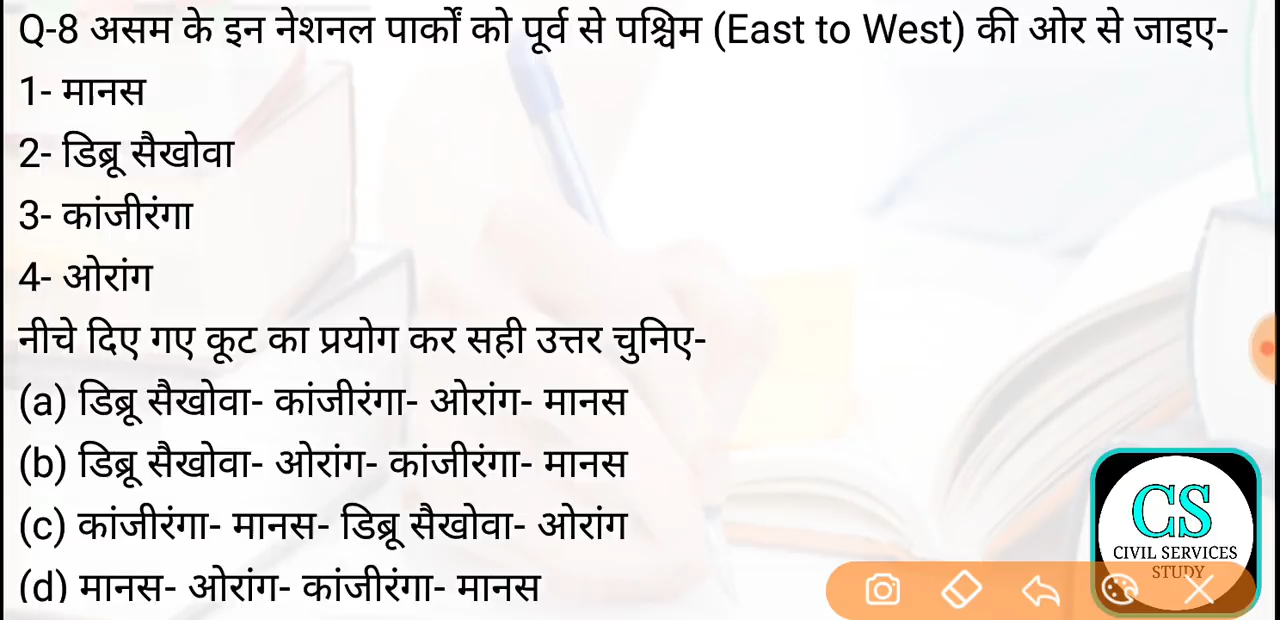 Q-8 असम के इन नेशनल पार्कों को पूर्व से पश्चिम (East to West) की ओर से जाइए-
1- मानस
2- डिब्रू सैखोवा
3- कांजीरंगा
4- ओरांग
नीचे दिए गए कूट का प्रयोग कर सही उत्तर चुनिए-
(a) डिब्रू सैखोवा- कांजीरंगा- ओरांग- मानस
(b) डिब्रू सैखोवा- ओरांग- कांजीरंगा- मानस
(c) कांजीरंगा- मानस- डिब्रू सैखोवा- ओरांग
(d) मानस- ओरांग- कांजीरंगा- मानस
CS
CIVIL SERVICES
STUDY